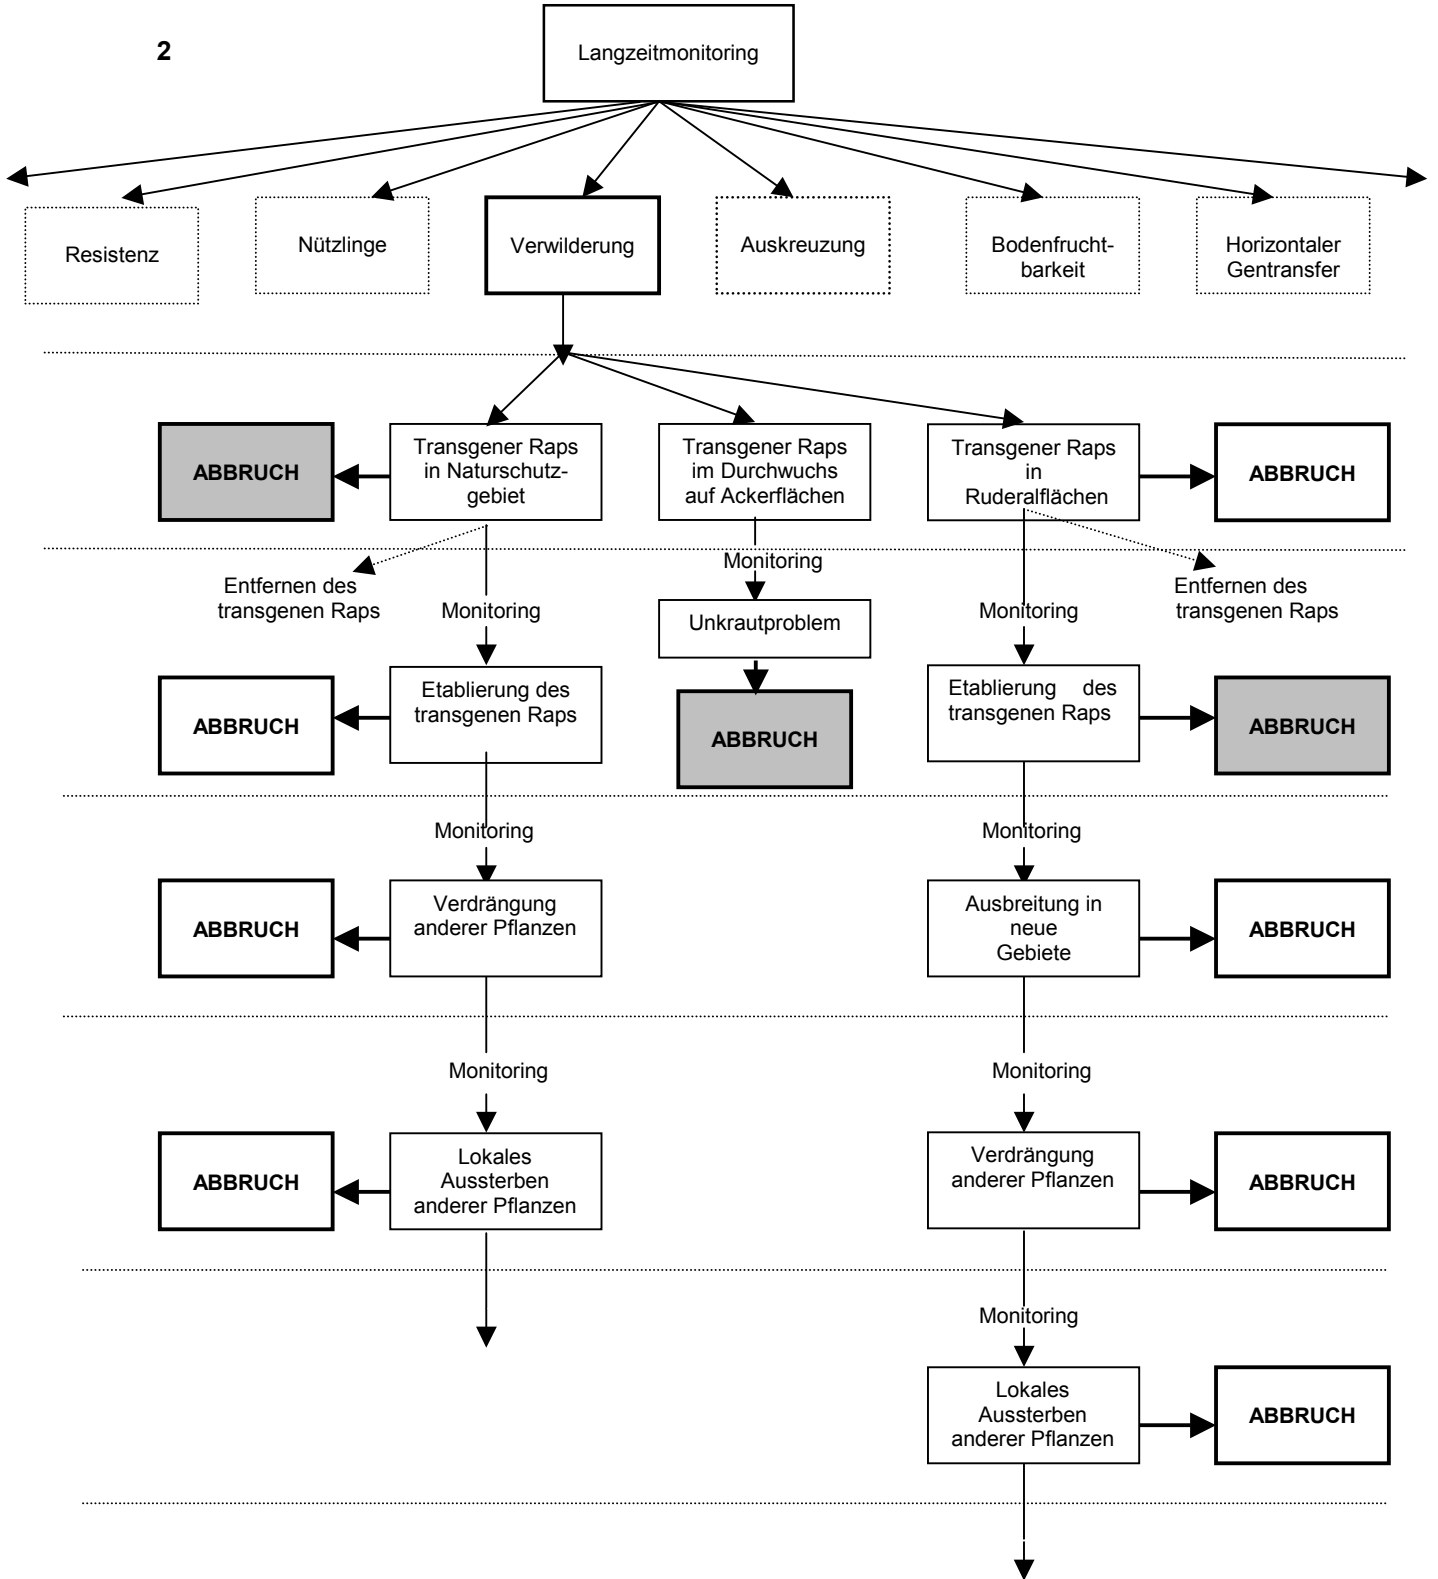 2
Langzeitmonitoring
Resistenz
Nützlinge
Verwilderung
Auskreuzung
Bodenfrucht-
barkeit
Horizontaler
Gentransfer
ABBRUCH
Transgener Raps
in Naturschutz-
gebiet
Transgener Raps
im Durchwuchs
auf Ackerflächen
Transgener Raps
in
Ruderalflächen
ABBRUCH
Entfernen des
transgenen Raps
Monitoring
Monitoring
Unkrautproblem
Monitoring
Entfernen des
transgenen Raps
ABBRUCH
Etablierung des
transgenen Raps
ABBRUCH
Etablierung des
transgenen Raps
ABBRUCH
Monitoring
Monitoring
ABBRUCH
Verdrängung
anderer Pflanzen
Ausbreitung in
neue
Gebiete
ABBRUCH
Monitoring
Monitoring
ABBRUCH
Lokales
Aussterben
anderer Pflanzen
Verdrängung
anderer Pflanzen
ABBRUCH
Monitoring
Lokales
Aussterben
anderer Pflanzen
ABBRUCH